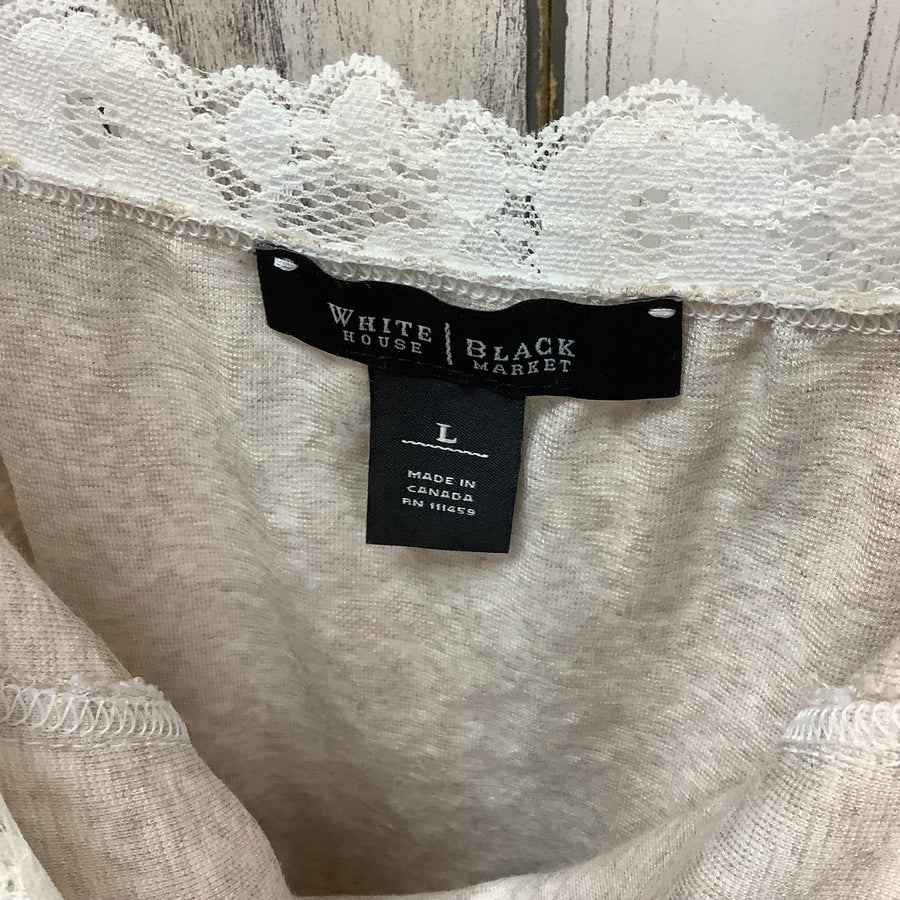 WHITE HOUSE | BLACK MARKET
L
MADE IN
CANADA
RN 111459